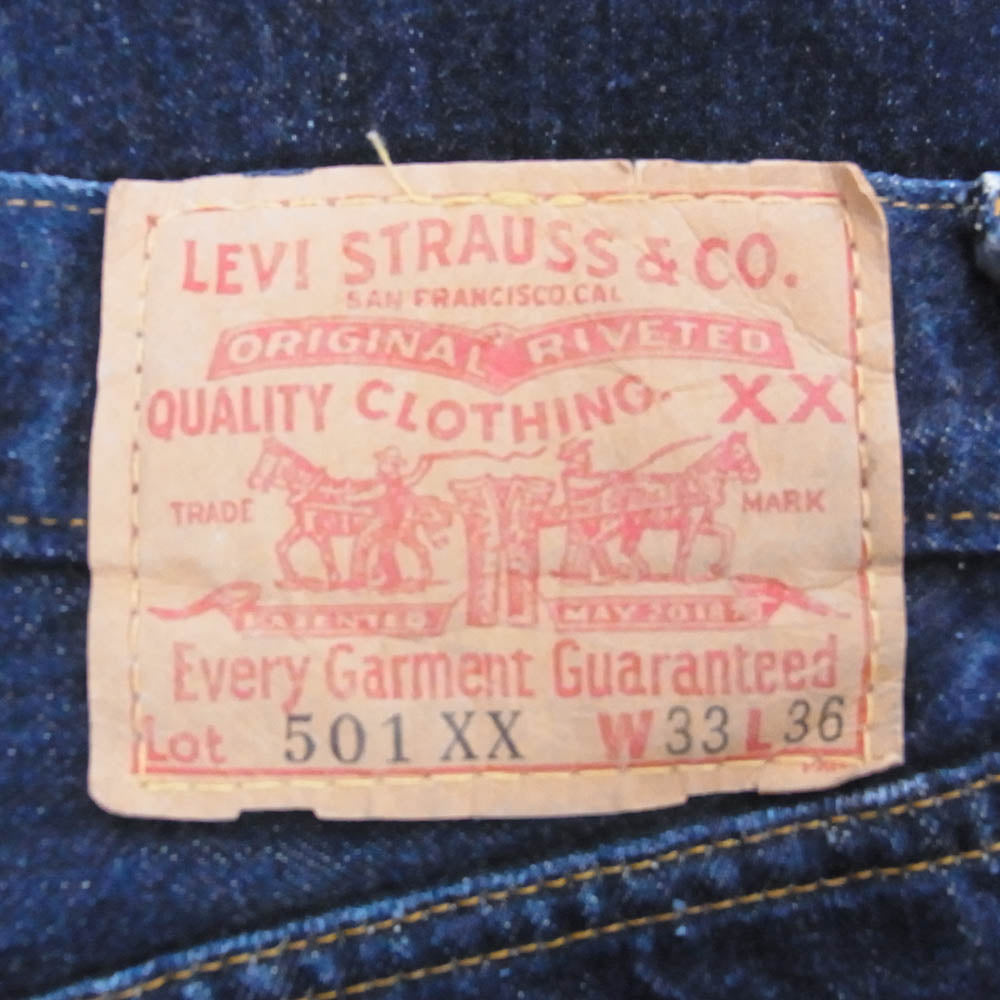 LEVI STRAUSS & CO.
SAN FRANCISCO.CAL
ORIGINAL RIVETED
QUALITY CLOTHING. XX
TRADE MARK
PATENTED MAY 20 1873
Every Garment Guaranteed
Lot 501 XX W 33 L 36